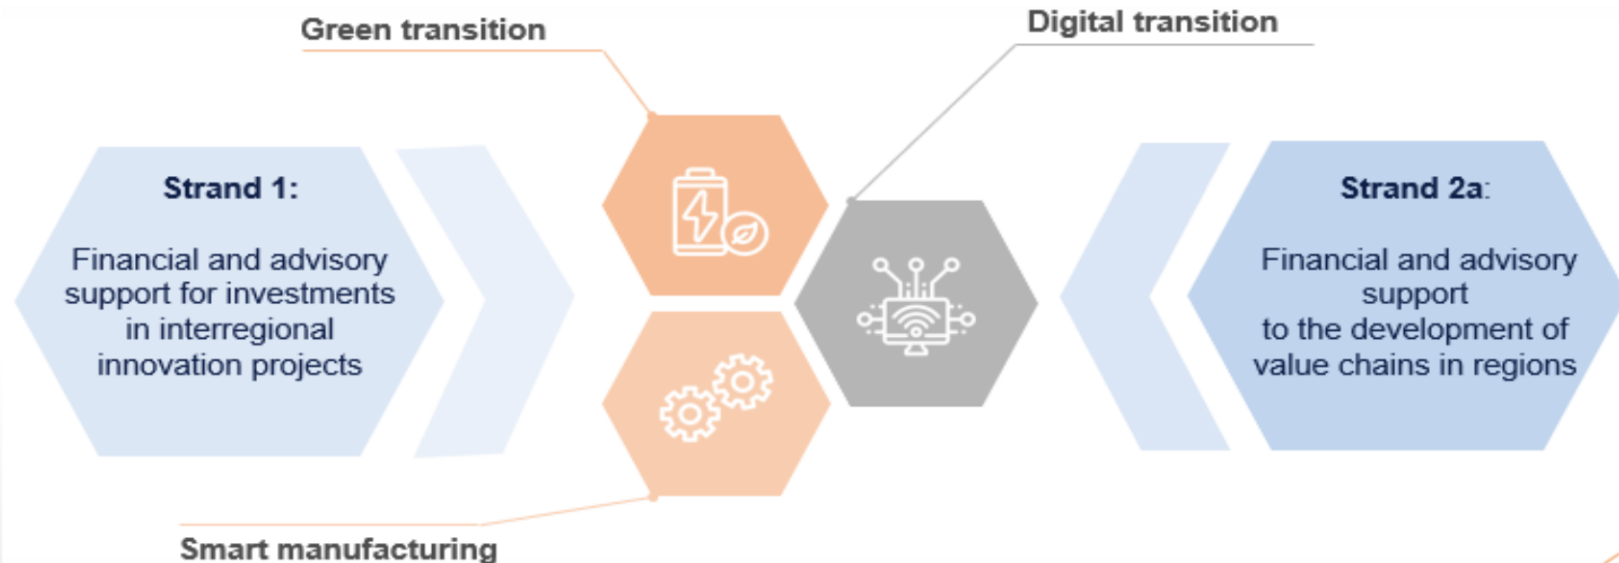 Green transition
Digital transition
Strand 1:
Financial and advisory
support for investments
in interregional
innovation projects
Strand 2a:
Financial and advisory
support
to the development of
value chains in regions
Smart manufacturing